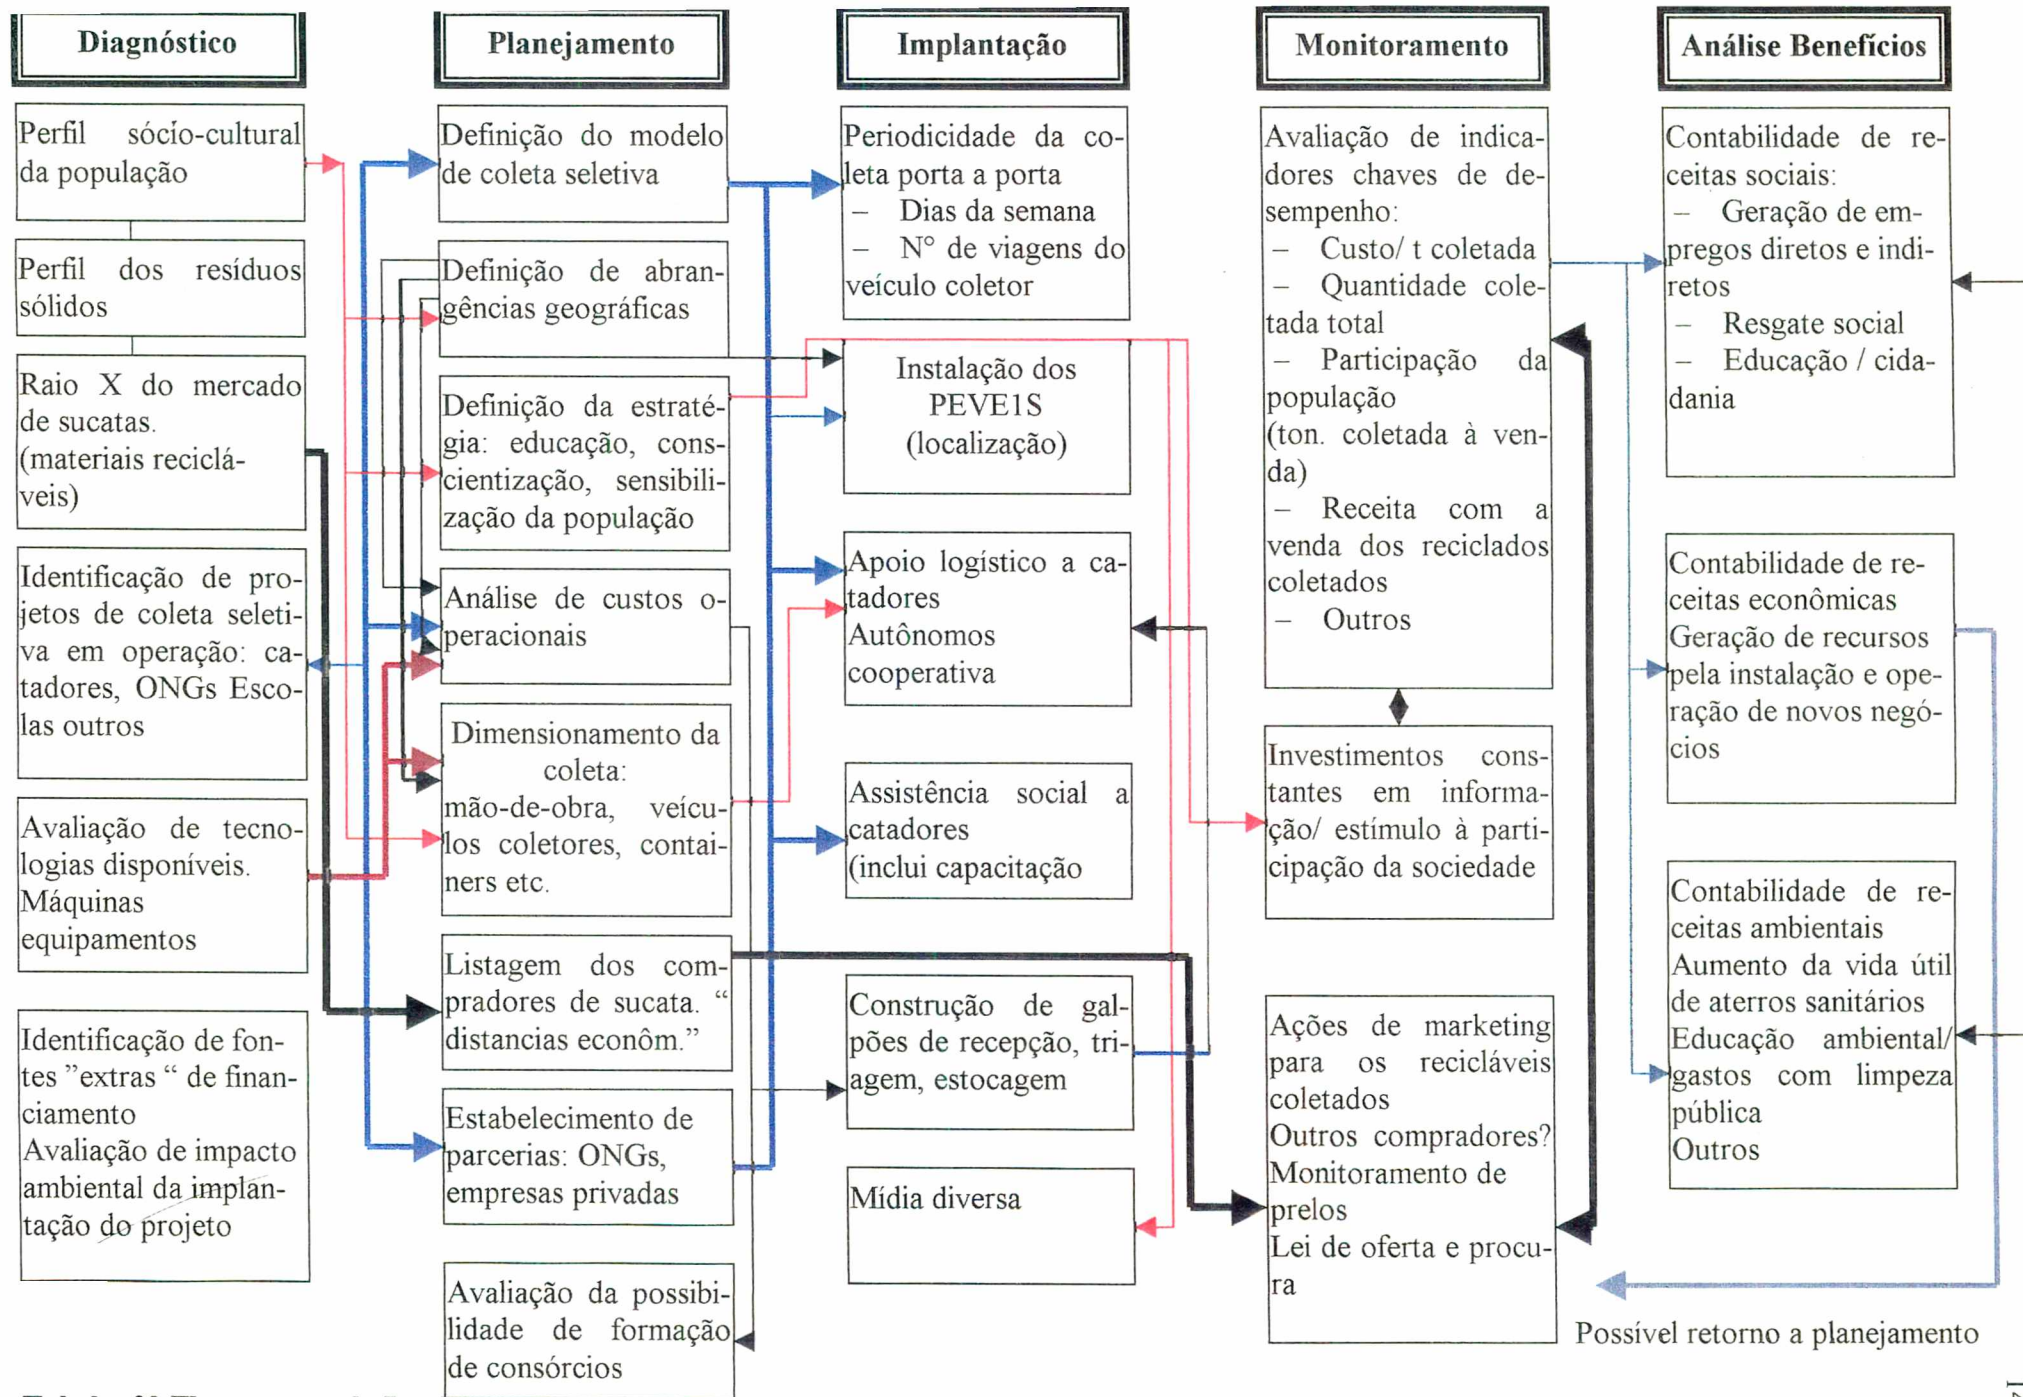 Diagnóstico
Perfil sócio-cultural
da população
Perfil dos resíduos
sólidos
Raio X do mercado
de sucatas.
(materiais reciclá-
veis)
Identificação de pro-
jetos de coleta seleti-
va em operação: ca-
tadores, ONGs Esco-
las outros
Avaliação de tecno-
logias disponíveis.
Máquinas
equipamentos
Identificação de fon-
tes ”extras “ de finan-
ciamento
Avaliação de impacto
ambiental da implan-
tação do projeto
Planejamento
Definição do modelo
de coleta seletiva
Definição de abran-
gências geográficas
Definição da estraté-
gia: educação, cons-
cientização, sensibili-
zação da população
Análise de custos o-
peracionais
Dimensionamento da
coleta:
mão-de-obra, veícu-
los coletores, contai-
ners etc.
Listagem dos com-
pradores de sucata. “
distancias econôm.”
Estabelecimento de
parcerias: ONGs,
empresas privadas
Avaliação da possibi-
lidade de formação
de consórcios
Implantação
Periodicidade da co-
leta porta a porta
– Dias da semana
– N° de viagens do
veículo coletor
Instalação dos
PEVE1S
(localização)
Apoio logístico a ca-
tadores
Autônomos
cooperativa
Assistência social a
catadores
(inclui capacitação
Construção de gal-
pões de recepção, tri-
agem, estocagem
Mídia diversa
Monitoramento
Avaliação de indica-
dores chaves de de-
sempenho:
– Custo/ t coletada
– Quantidade cole-
tada total
– Participação da
população
(ton. coletada à ven-
da)
– Receita com a
venda dos reciclados
coletados
– Outros
Investimentos cons-
tantes em informa-
ção/ estímulo à parti-
cipação da sociedade
Ações de marketing
para os recicláveis
coletados
Outros compradores?
Monitoramento de
prelos
Lei de oferta e procu-
ra
Análise Benefícios
Contabilidade de re-
ceitas sociais:
– Geração de em-
pregos diretos e indi-
retos
– Resgate social
– Educação / cida-
dania
Contabilidade de re-
ceitas econômicas
Geração de recursos
pela instalação e ope-
ração de novos negó-
cios
Contabilidade de re-
ceitas ambientais
Aumento da vida útil
de aterros sanitários
Educação ambiental/
gastos com limpeza
pública
Outros
Possível retorno a planejamento